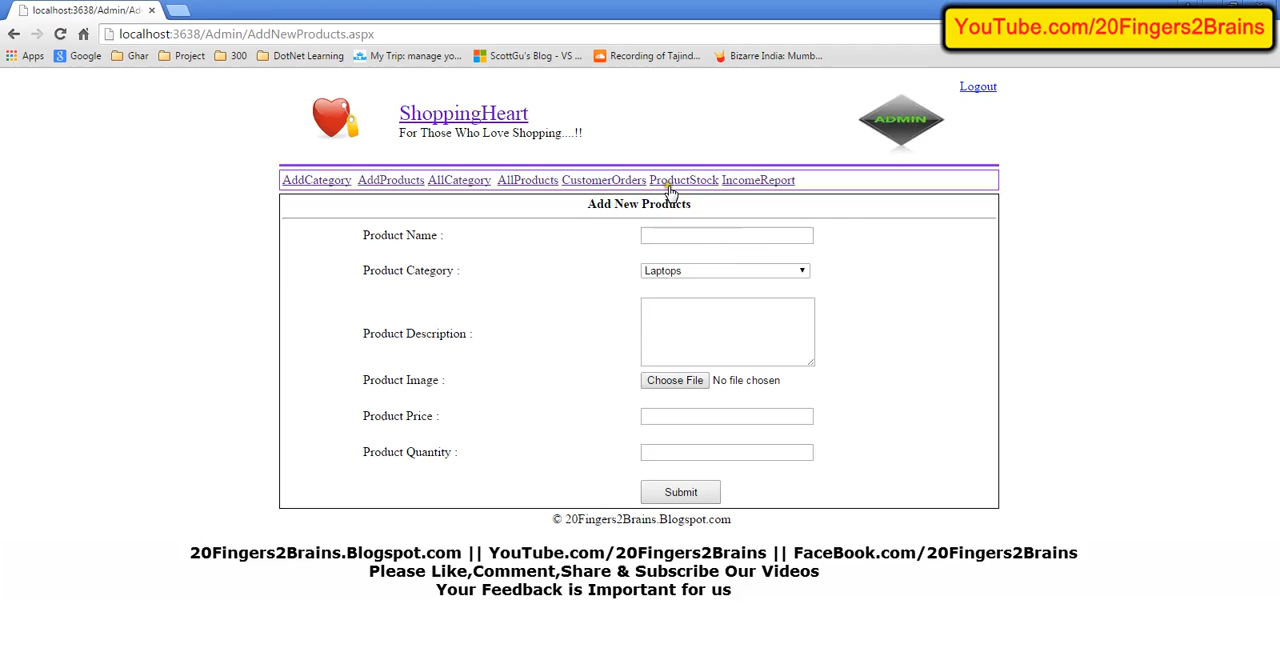 localhost:3638/Admin/Ad
YouTube.com/20Fingers2Brains
localhost:3638/Admin/AddNewProducts.aspx
Apps Google Ghar Project 300 DotNet Learning My Trip: manage yo... ScottGu's Blog - VS ... Recording of Tajind... Bizarre India: Mumb...
Logout
ShoppingHeart
For Those Who Love Shopping....!!
ADMIN
AddCategory AddProducts AllCategory AllProducts CustomerOrders ProductStock IncomeReport
Add New Products
Product Name :
Product Category : Laptops
Product Description :
Product Image : Choose File No file chosen
Product Price :
Product Quantity :
Submit
© 20Fingers2Brains.Blogspot.com
20Fingers2Brains.Blogspot.com || YouTube.com/20Fingers2Brains || FaceBook.com/20Fingers2Brains
Please Like,Comment,Share & Subscribe Our Videos
Your Feedback is Important for us